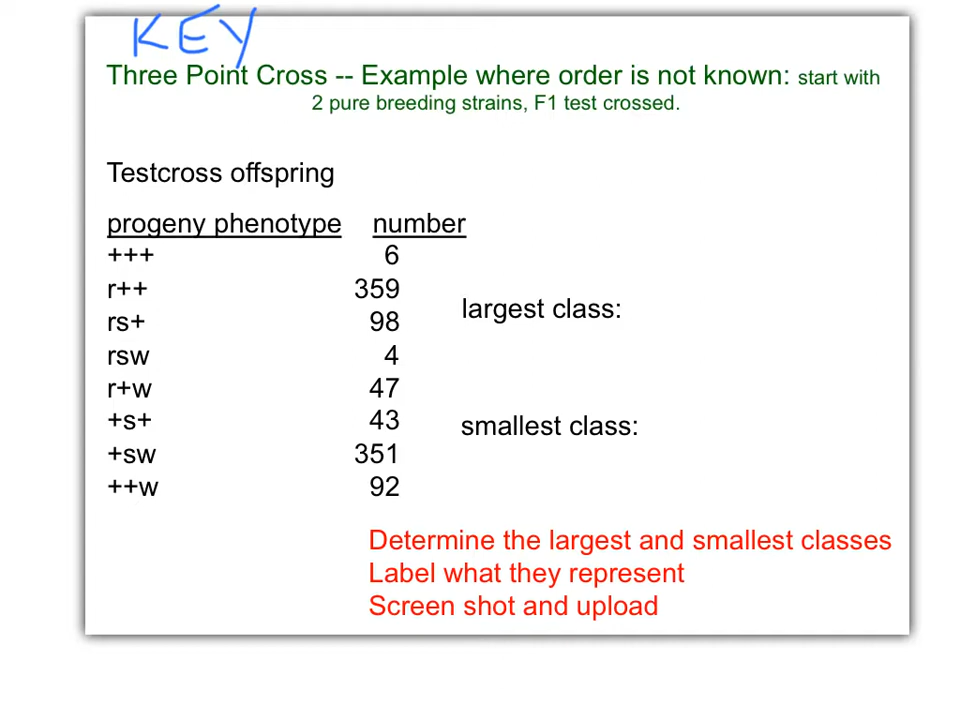 KEY
Three Point Cross -- Example where order is not known: start with
2 pure breeding strains, F1 test crossed.
Testcross offspring
progeny phenotype number
+++ 6
r++ 359
largest class:
rs+ 98
rsw 4
r+w 47
+s+ 43
smallest class:
+sw 351
++w 92
Determine the largest and smallest classes
Label what they represent
Screen shot and upload